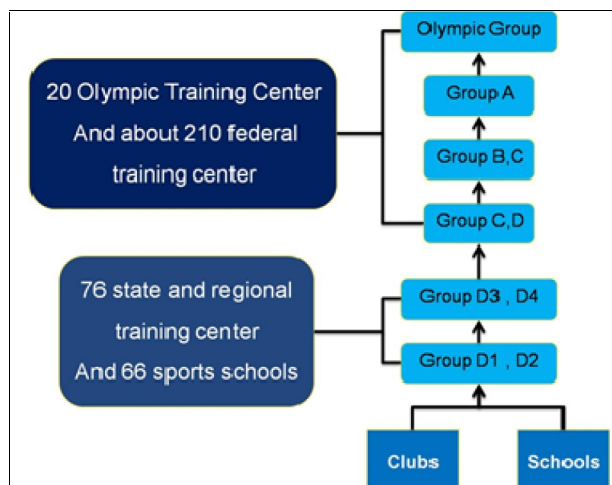 Olympic Group
20 Olympic Training Center
And about 210 federal
training center
Group A
Group B,C
Group C,D
76 state and regional
training center
And 66 sports schools
Group D3 , D4
Group D1 , D2
Clubs
Schools